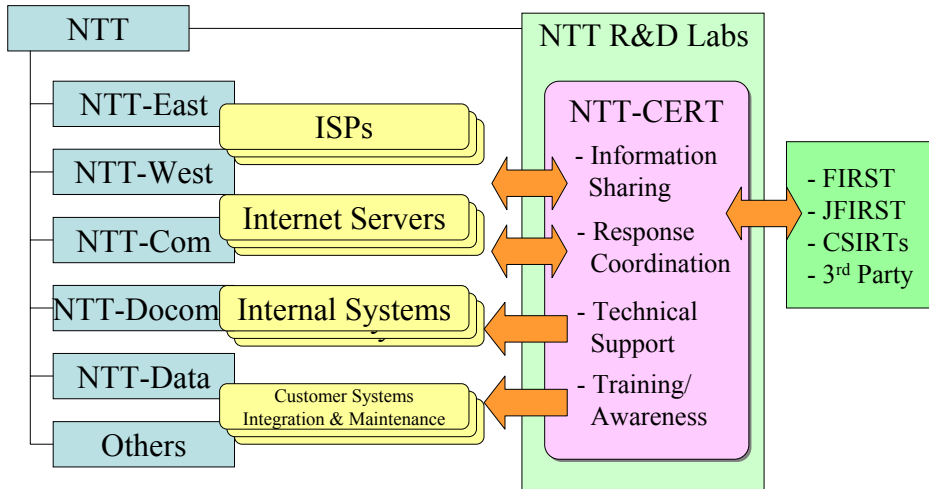 NTT
NTT-East
NTT-West
NTT-Com
NTT-Docom
NTT-Data
Others
ISPs
Internet Servers
Internal Systems
Customer Systems
Integration & Maintenance
NTT R&D Labs
NTT-CERT
- Information
Sharing
- Response
Coordination
- Technical
Support
- Training/
Awareness
- FIRST
- JFIRST
- CSIRTs
- 3rd Party